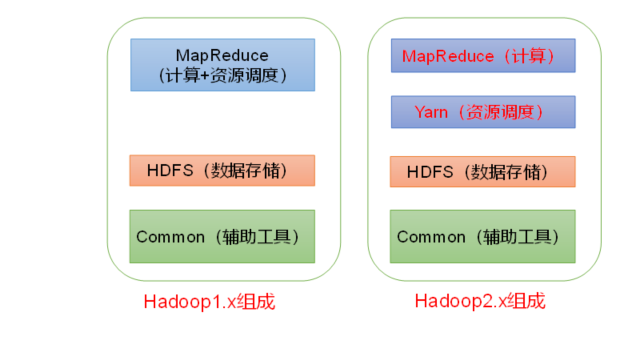 MapReduce
（计算+资源调度）
HDFS（数据存储）
Common（辅助工具）
Hadoop1.x组成
MapReduce（计算）
Yarn（资源调度）
HDFS（数据存储）
Common（辅助工具）
Hadoop2.x组成